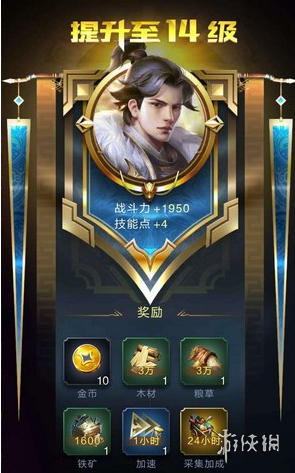 提升至14级
战斗力 +1950
技能点 +4
奖励
10
3万
1
3万
1
金币
木材
粮草
1600
1
1小时
1
24小时
1
铁矿
加速
采集加成
游侠网